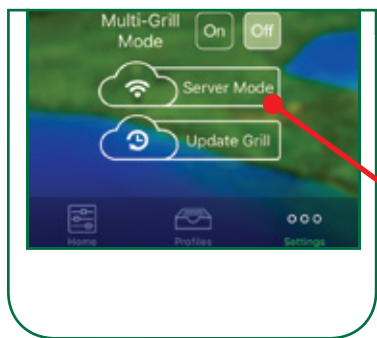 Multi-Grill
Mode
On
Off
Server Mode
Update Grill
Home
Profiles
Settings